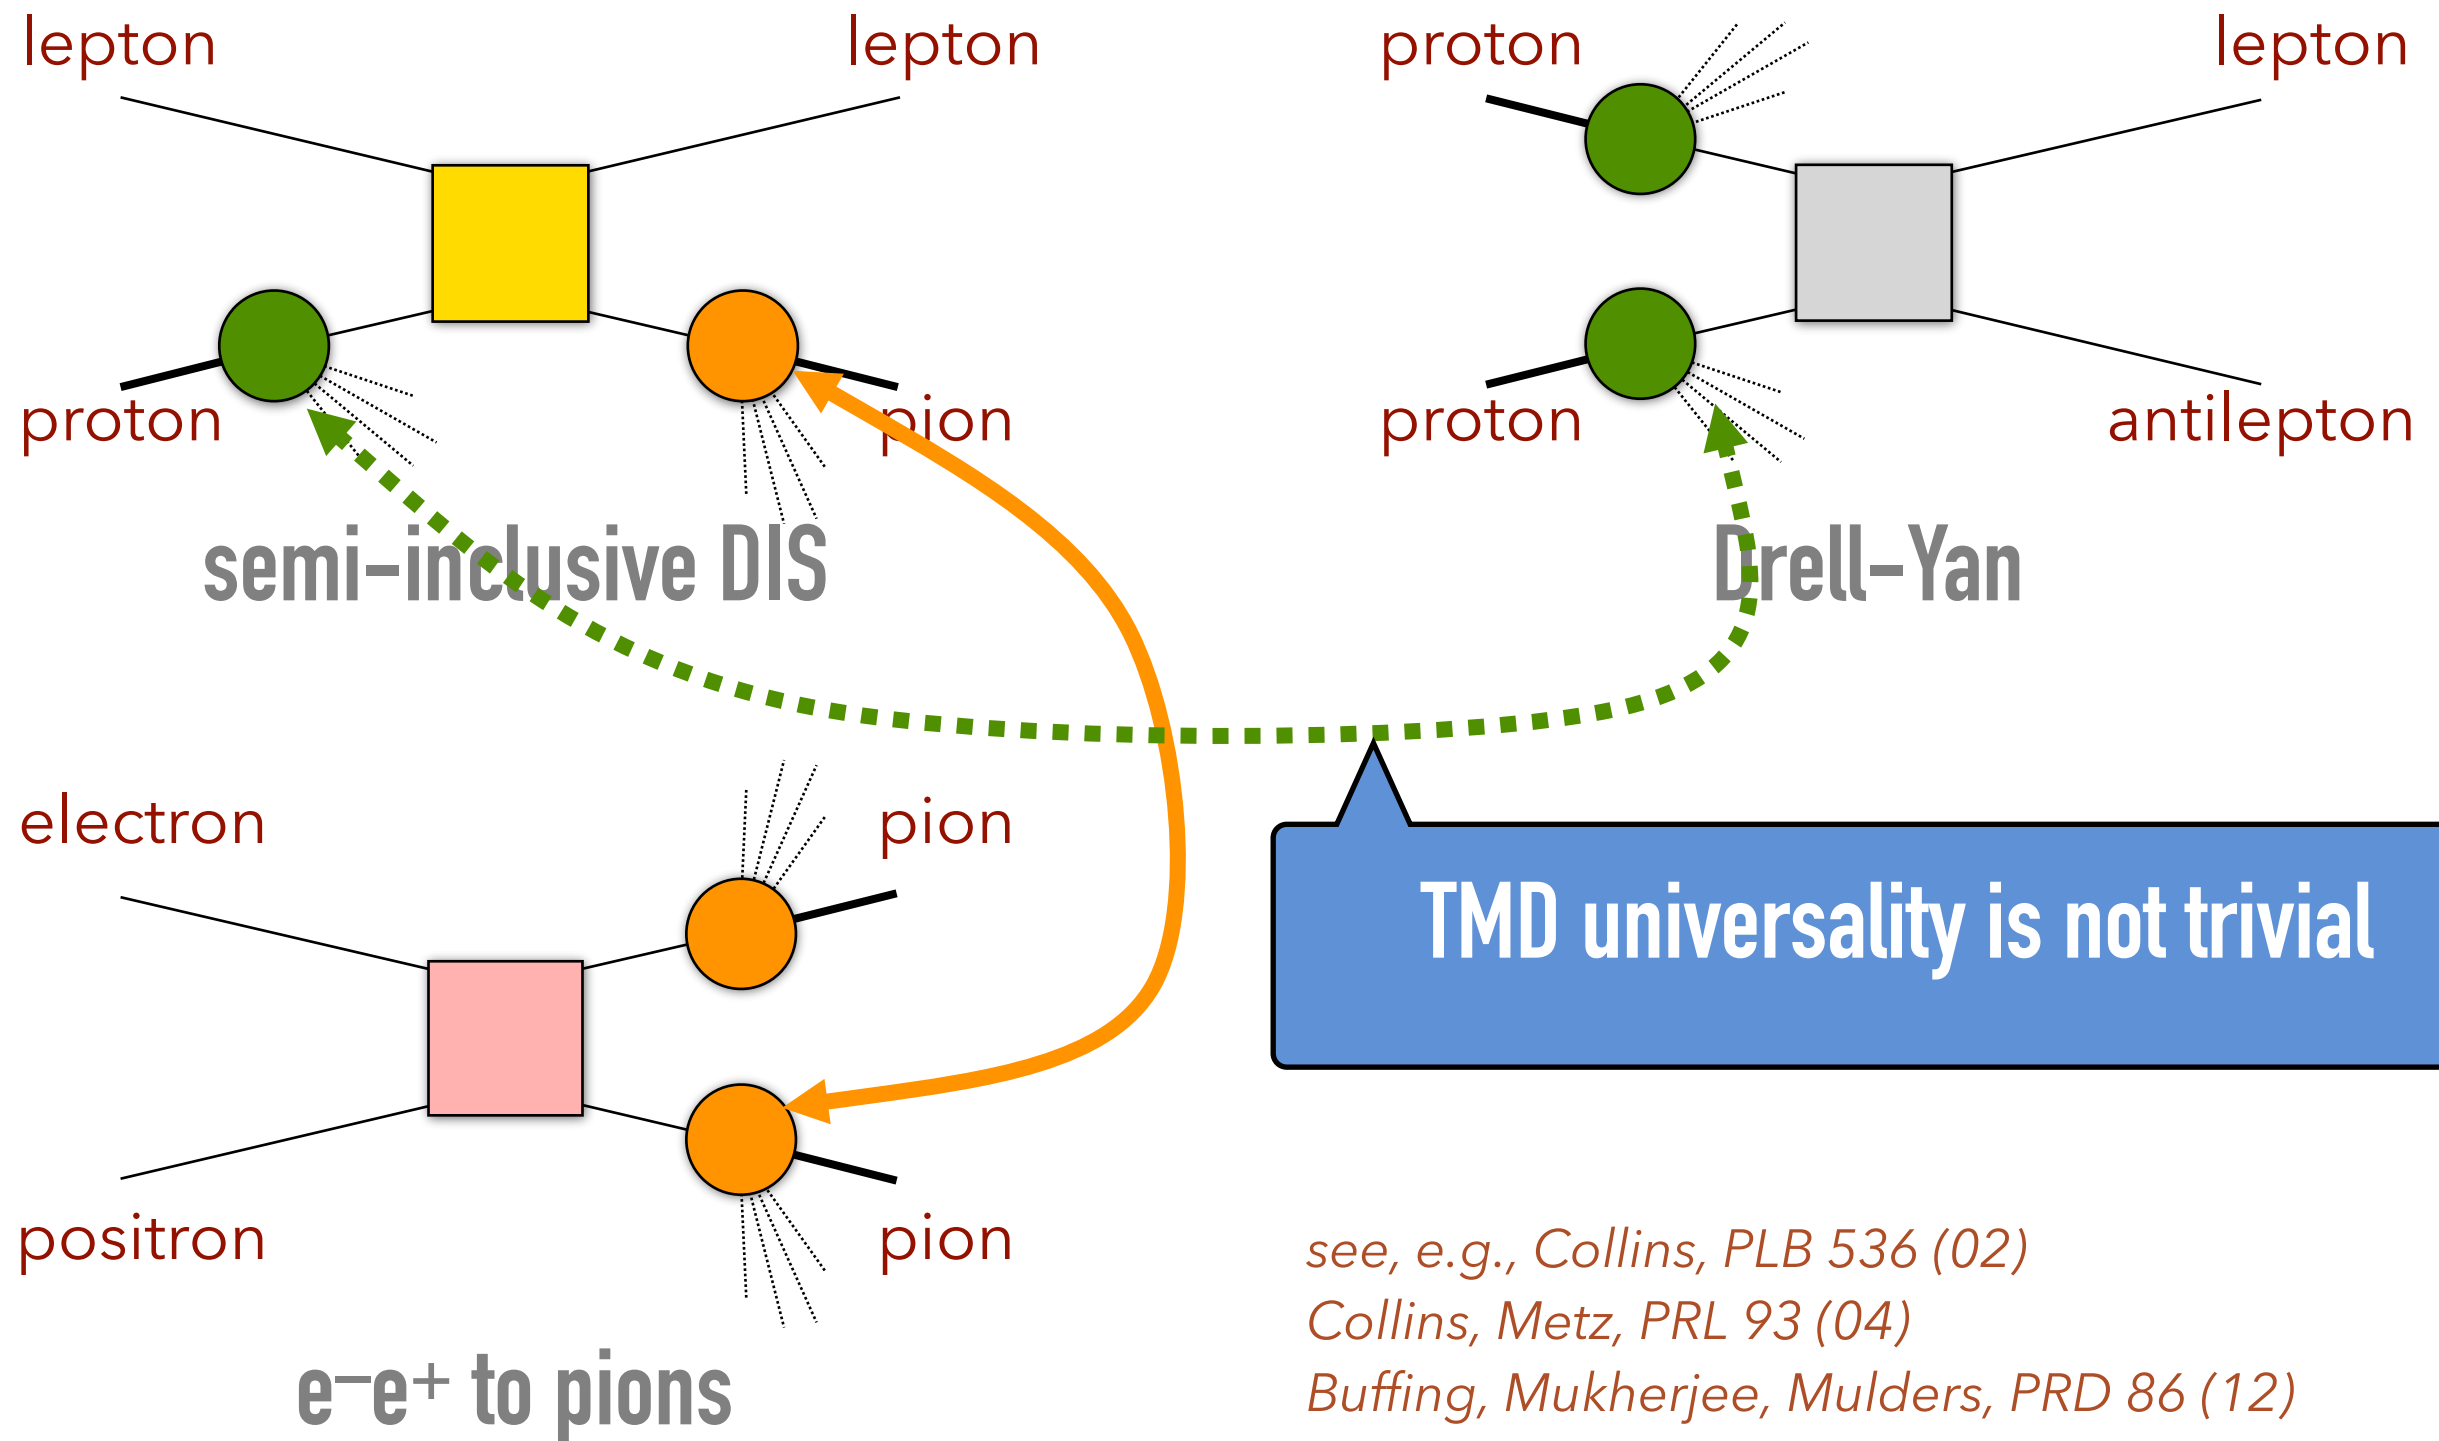 lepton
lepton
proton
pion
semi-inclusive DIS
proton
lepton
proton
antilepton
Drell-Yan
electron
pion
positron
pion
e−e+ to pions
TMD universality is not trivial
see, e.g., Collins, PLB 536 (02)
Collins, Metz, PRL 93 (04)
Buffing, Mukherjee, Mulders, PRD 86 (12)